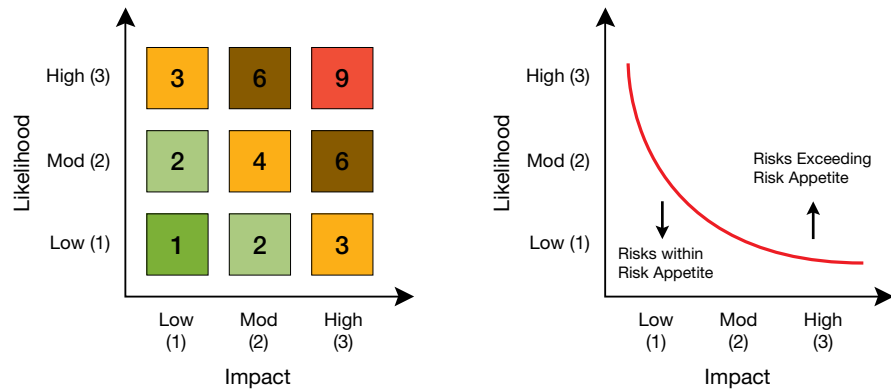 Likelihood
High (3)
3
6
9
Mod (2)
2
4
6
Low (1)
1
2
3
Low
(1)
Mod
(2)
High
(3)
Impact
Likelihood
High (3)
Mod (2)
Low (1)
Risks Exceeding
Risk Appetite
Risks within
Risk Appetite
Low
(1)
Mod
(2)
High
(3)
Impact